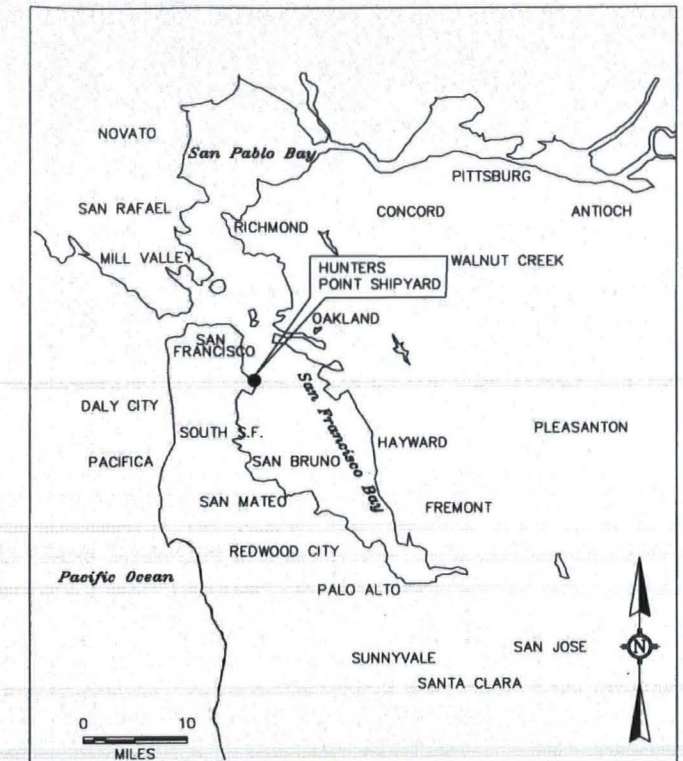 NOVATO
San Pablo Bay
PITTSBURG
SAN RAFAEL
CONCORD
ANTIOCH
RICHMOND
MILL VALLEY
WALNUT CREEK
HUNTERS
POINT SHIPYARD
OAKLAND
SAN
FRANCISCO
DALY CITY
San Francisco Bay
SOUTH S.F.
HAYWARD
PLEASANTON
PACIFICA
SAN BRUNO
SAN MATEO
FREMONT
REDWOOD CITY
Pacific Ocean
PALO ALTO
SAN JOSE
N
SUNNYVALE
SANTA CLARA
0 10
MILES